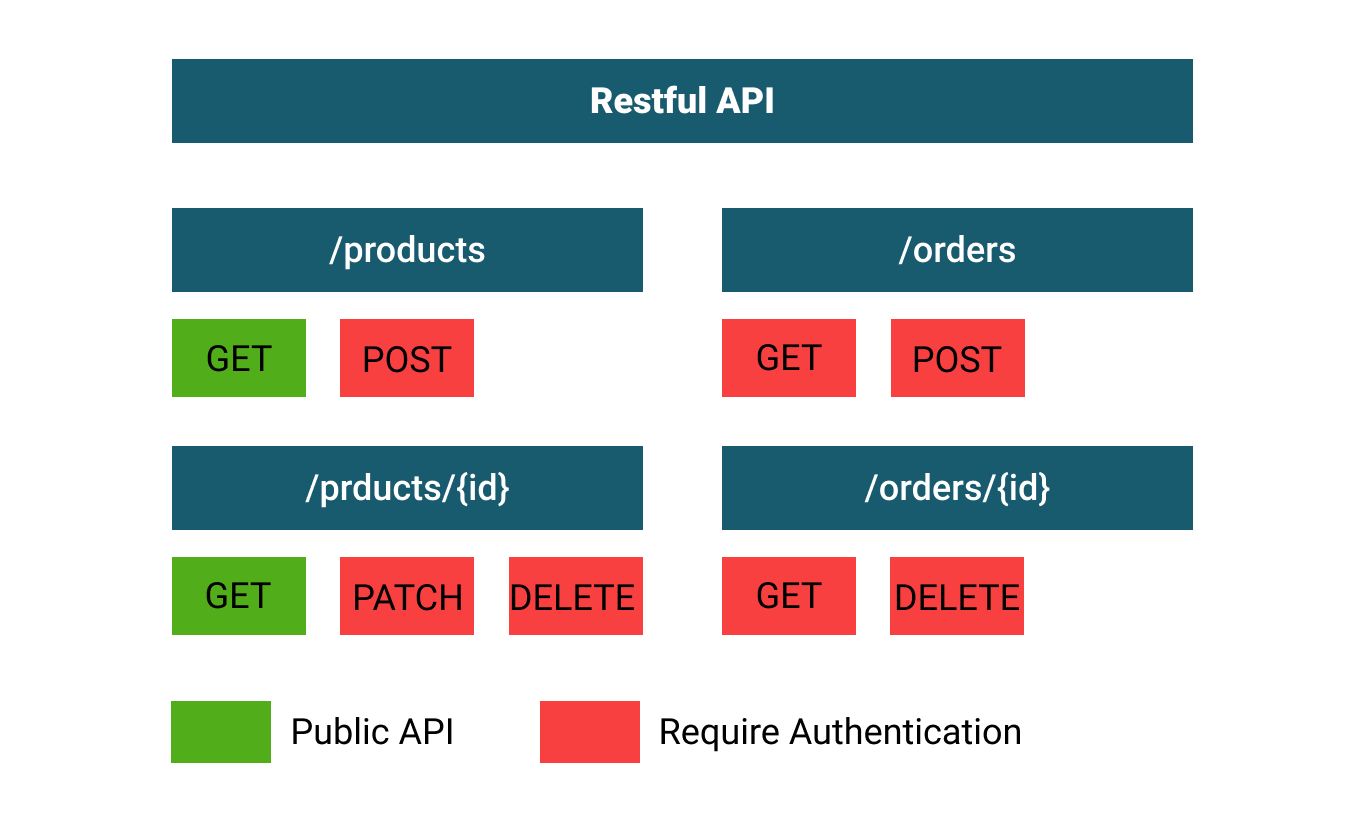 Restful API
/products
/orders
GET
POST
GET
POST
/prducts/{id}
/orders/{id}
GET
PATCH
DELETE
GET
DELETE
Public API
Require Authentication